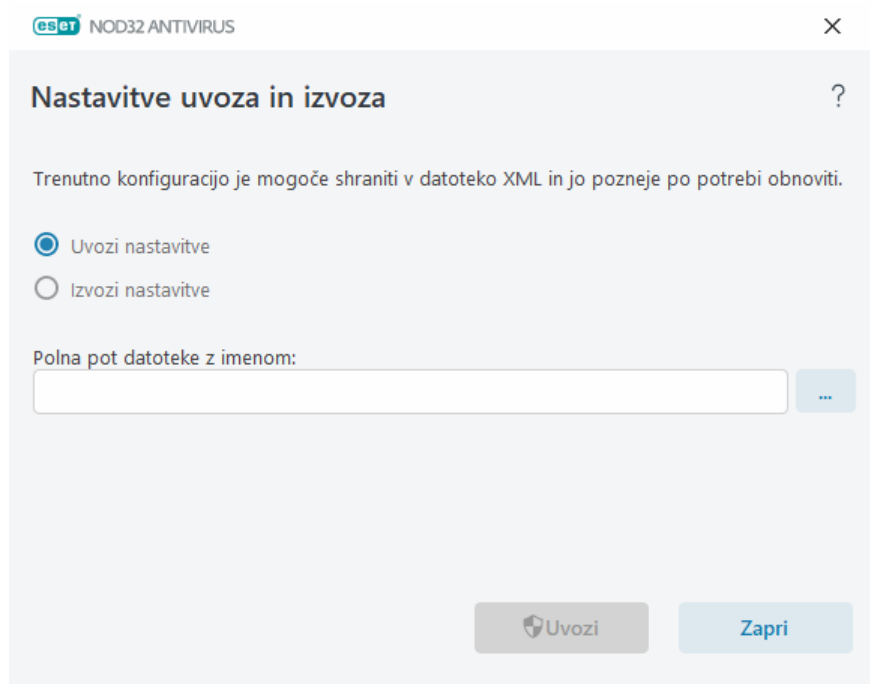 eset NOD32 ANTIVIRUS
Nastavitve uvoza in izvoza
?
Trenutno konfiguracijo je mogoče shraniti v datoteko XML in jo pozneje po potrebi obnoviti.
Uvozi nastavitve
Izvozi nastavitve
Polna pot datoteke z imenom:
...
Uvozi
Zapri